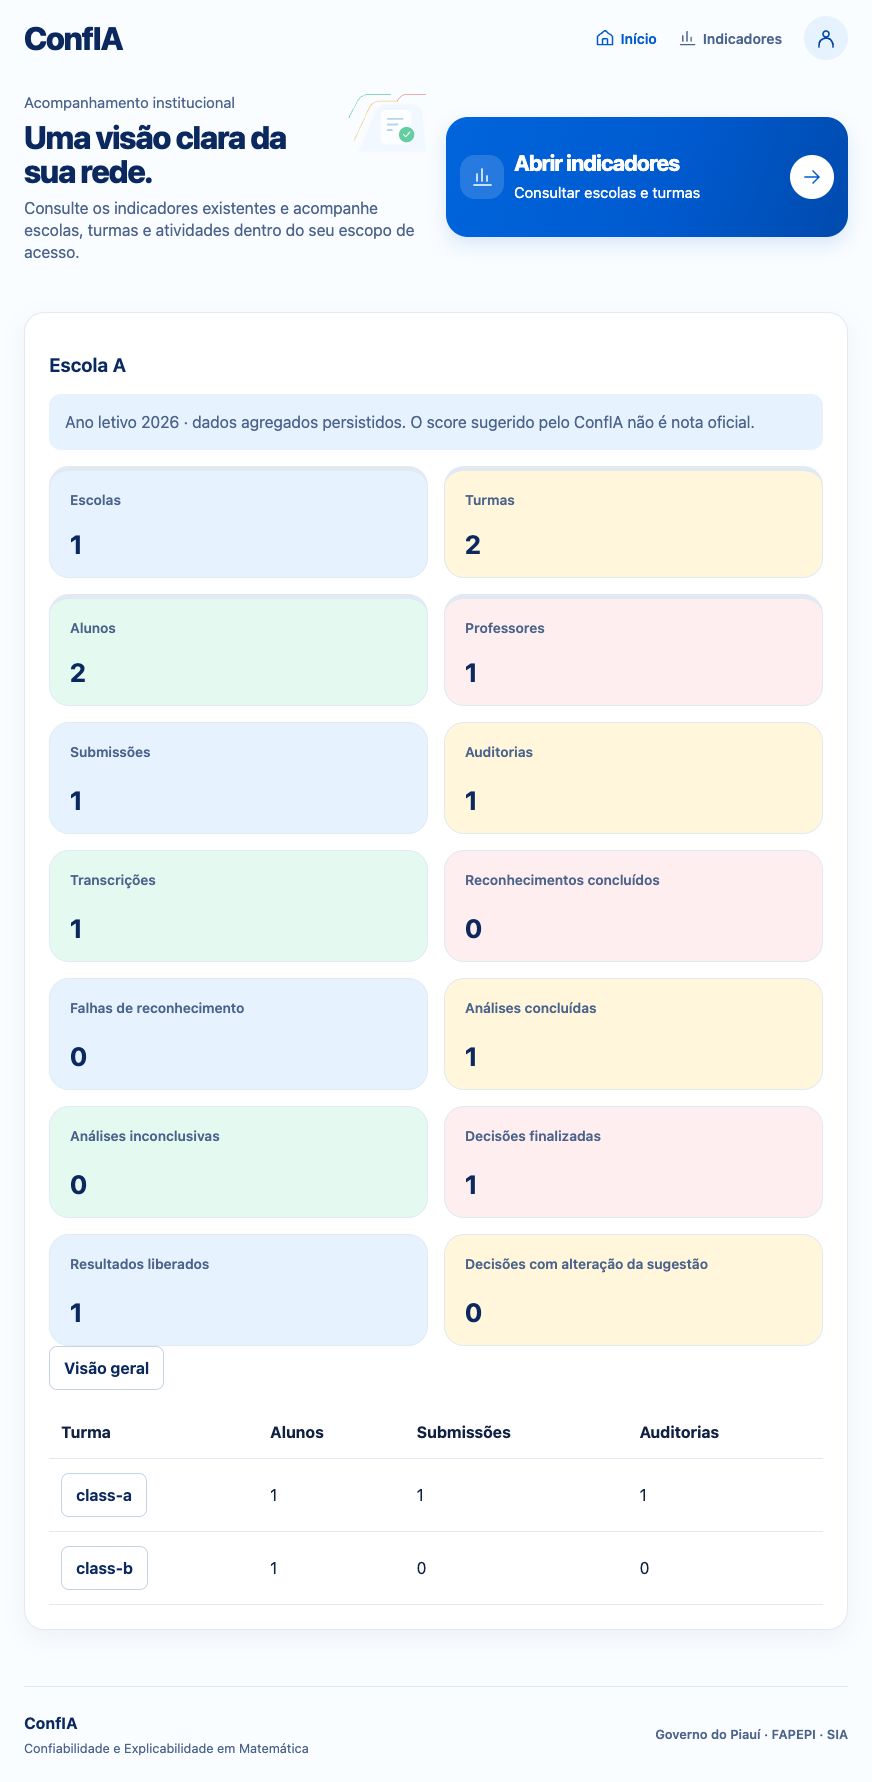 ConfIA
Início
Indicadores
Acompanhamento institucional
Uma visão clara da
sua rede.
Consulte os indicadores existentes e acompanhe
escolas, turmas e atividades dentro do seu escopo de
acesso.
Abrir indicadores
Consultar escolas e turmas
Escola A
Ano letivo 2026 · dados agregados persistidos. O score sugerido pelo ConfIA não é nota oficial.
Escolas
1
Turmas
2
Alunos
2
Professores
1
Submissões
1
Auditorias
1
Transcrições
1
Reconhecimentos concluídos
0
Falhas de reconhecimento
0
Análises concluídas
1
Análises inconclusivas
0
Decisões finalizadas
1
Resultados liberados
1
Decisões com alteração da sugestão
0
Visão geral
Turma Alunos Submissões Auditorias
class-a 1 1 1
class-b 1 0 0
ConfIA
Confiabilidade e Explicabilidade em Matemática
Governo do Piauí · FAPEPI · SIA